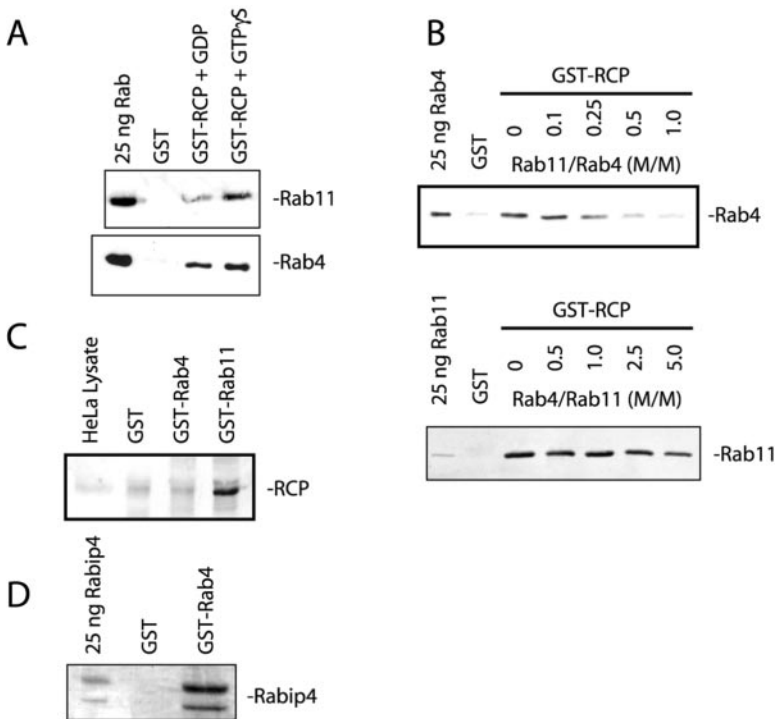 A
25 ng Rab
GST
GST-RCP + GDP
GST-RCP + GTPγS
-Rab11
-Rab4
B
25 ng Rab4
GST
GST-RCP
0 0.1 0.25 0.5 1.0
Rab11/Rab4 (M/M)
-Rab4
25 ng Rab11
GST
GST-RCP
0 0.5 1.0 2.5 5.0
Rab4/Rab11 (M/M)
-Rab11
C
HeLa Lysate
GST
GST-Rab4
GST-Rab11
-RCP
D
25 ng Rabip4
GST
GST-Rab4
-Rabip4